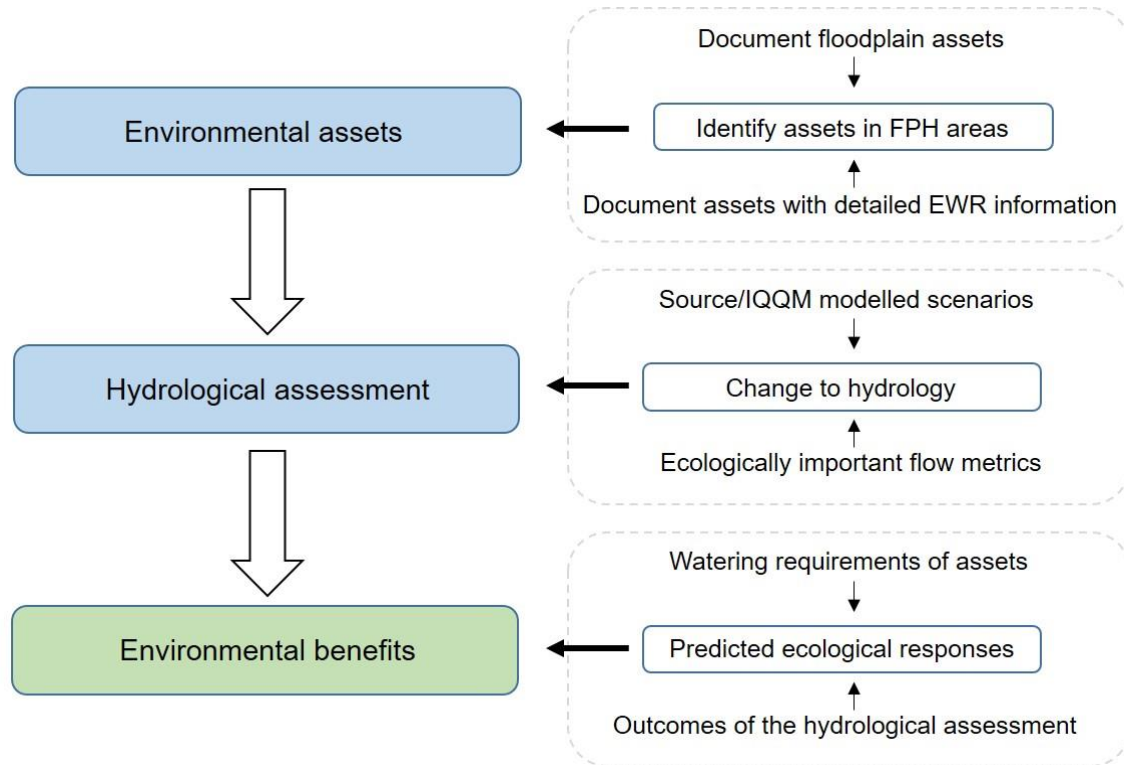 Document floodplain assets
Environmental assets
Identify assets in FPH areas
Document assets with detailed EWR information
Source/IQQM modelled scenarios
Hydrological assessment
Change to hydrology
Ecologically important flow metrics
Watering requirements of assets
Environmental benefits
Predicted ecological responses
Outcomes of the hydrological assessment